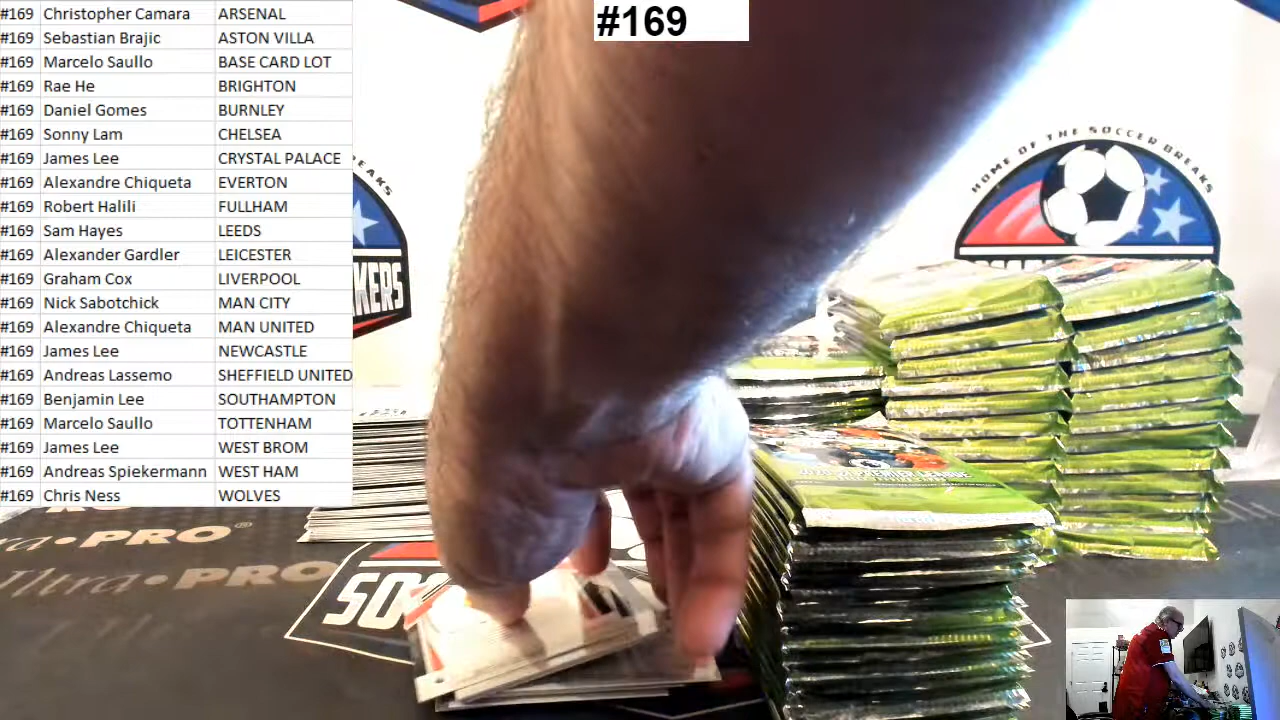 #169
#169 Christopher Camara ARSENAL
#169 Sebastian Brajic ASTON VILLA
#169 Marcelo Saullo BASE CARD LOT
#169 Rae He BRIGHTON
#169 Daniel Gomes BURNLEY
#169 Sonny Lam CHELSEA
#169 James Lee CRYSTAL PALACE
#169 Alexandre Chiqueta EVERTON
#169 Robert Halili FULLHAM
#169 Sam Hayes LEEDS
#169 Alexander Gardler LEICESTER
#169 Graham Cox LIVERPOOL
#169 Nick Sabotchick MAN CITY
#169 Alexandre Chiqueta MAN UNITED
#169 James Lee NEWCASTLE
#169 Andreas Lassemo SHEFFIELD UNITED
#169 Benjamin Lee SOUTHAMPTON
#169 Marcelo Saullo TOTTENHAM
#169 James Lee WEST BROM
#169 Andreas Spiekermann WEST HAM
#169 Chris Ness WOLVES
HOME OF THE SOCCER BREAKS
EAKS
KERS
PREMIER LEAGUE
ra•PRO®
Ultra•PRO
SO